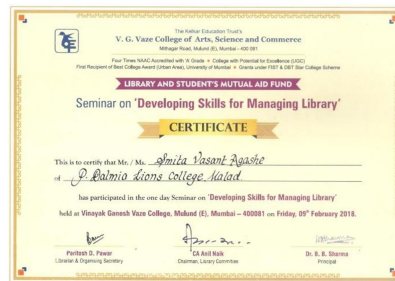 The Kelkar Education Trust's
V. G. Vaze College of Arts, Science and Commerce
Mithagar Road, Mulund (E), Mumbai - 400 081
Four Times NAAC Accredited with 'A' Grade • College with Potential for Excellence (UGC)
First Recipient of Best College Award (Urban Area), University of Mumbai • Grants under FIST & DBT Star College Scheme
LIBRARY AND STUDENT'S MUTUAL AID FUND
Seminar on 'Developing Skills for Managing Library'
CERTIFICATE
This is to certify that Mr. / Ms. Smita Vasant Agashe
of P. Dalmia Lions College, Malad
has participated in the one day Seminar on 'Developing Skills for Managing Library'
held at Vinayak Ganesh Vaze College, Mulund (E), Mumbai – 400081 on Friday, 09th February 2018.
Paritosh D. Pawar CA Anil Naik Dr. B. B. Sharma
Librarian & Organising Secretary Chairman, Library Committee Principal